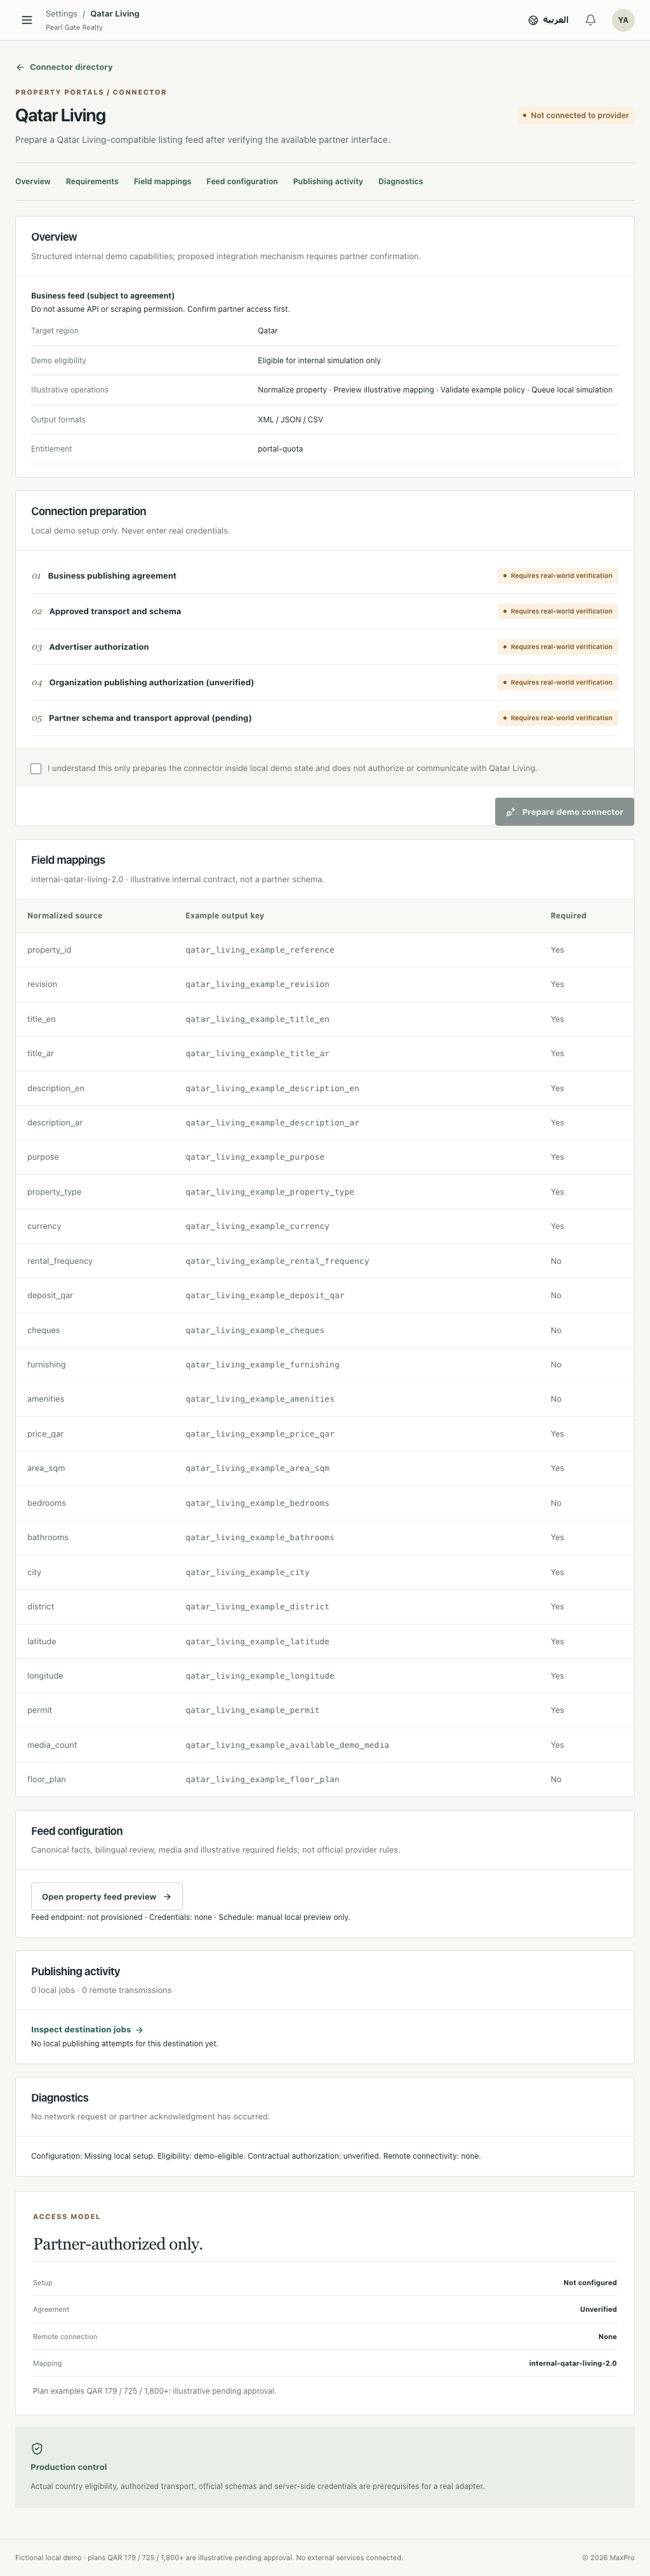 Settings / Qatar Living
Pearl Gate Realty
العربية
YA
Connector directory
PROPERTY PORTALS / CONNECTOR
Qatar Living
Not connected to provider
Prepare a Qatar Living-compatible listing feed after verifying the available partner interface.
Overview Requirements Field mappings Feed configuration Publishing activity Diagnostics
Overview
Structured internal demo capabilities; proposed integration mechanism requires partner confirmation.
Business feed (subject to agreement)
Do not assume API or scraping permission. Confirm partner access first.
Target region Qatar
Demo eligibility Eligible for internal simulation only
Illustrative operations Normalize property · Preview illustrative mapping · Validate example policy · Queue local simulation
Output formats XML / JSON / CSV
Entitlement portal-quota
Connection preparation
Local demo setup only. Never enter real credentials.
01 Business publishing agreement Requires real-world verification
02 Approved transport and schema Requires real-world verification
03 Advertiser authorization Requires real-world verification
04 Organization publishing authorization (unverified) Requires real-world verification
05 Partner schema and transport approval (pending) Requires real-world verification
I understand this only prepares the connector inside local demo state and does not authorize or communicate with Qatar Living.
Prepare demo connector
Field mappings
internal-qatar-living-2.0 · illustrative internal contract, not a partner schema.
Normalized source Example output key Required
property_id qatar_living_example_reference Yes
revision qatar_living_example_revision Yes
title_en qatar_living_example_title_en Yes
title_ar qatar_living_example_title_ar Yes
description_en qatar_living_example_description_en Yes
description_ar qatar_living_example_description_ar Yes
purpose qatar_living_example_purpose Yes
property_type qatar_living_example_property_type Yes
currency qatar_living_example_currency Yes
rental_frequency qatar_living_example_rental_frequency No
deposit_qar qatar_living_example_deposit_qar No
cheques qatar_living_example_cheques No
furnishing qatar_living_example_furnishing No
amenities qatar_living_example_amenities No
price_qar qatar_living_example_price_qar Yes
area_sqm qatar_living_example_area_sqm Yes
bedrooms qatar_living_example_bedrooms No
bathrooms qatar_living_example_bathrooms Yes
city qatar_living_example_city Yes
district qatar_living_example_district Yes
latitude qatar_living_example_latitude Yes
longitude qatar_living_example_longitude Yes
permit qatar_living_example_permit Yes
media_count qatar_living_example_available_demo_media Yes
floor_plan qatar_living_example_floor_plan No
Feed configuration
Canonical facts, bilingual review, media and illustrative required fields; not official provider rules.
Open property feed preview
Feed endpoint: not provisioned · Credentials: none · Schedule: manual local preview only.
Publishing activity
0 local jobs · 0 remote transmissions
Inspect destination jobs
No local publishing attempts for this destination yet.
Diagnostics
No network request or partner acknowledgment has occurred.
Configuration: Missing local setup. Eligibility: demo-eligible. Contractual authorization: unverified. Remote connectivity: none.
ACCESS MODEL
Partner-authorized only.
Setup Not configured
Agreement Unverified
Remote connection None
Mapping internal-qatar-living-2.0
Plan examples QAR 179 / 725 / 1,800+: illustrative pending approval.
Production control
Actual country eligibility, authorized transport, official schemas and server-side credentials are prerequisites for a real adapter.
Fictional local demo · plans QAR 179 / 725 / 1,800+ are illustrative pending approval. No external services connected.
© 2026 MaxPro